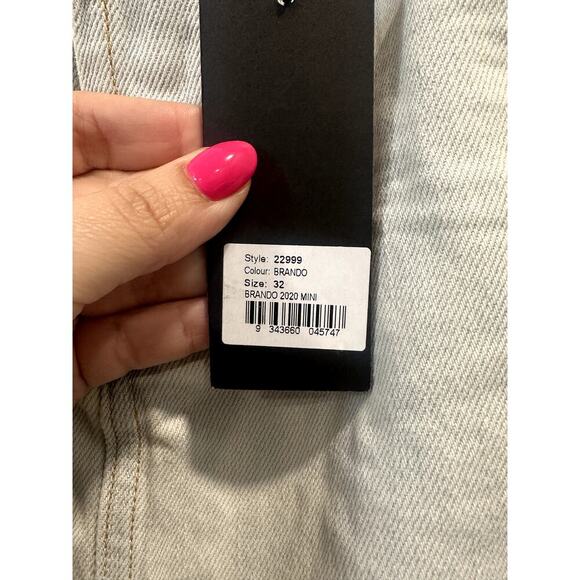 Style: 22999
Colour: BRANDO
Size: 32
BRANDO 2020 MINI
9 343660 045747